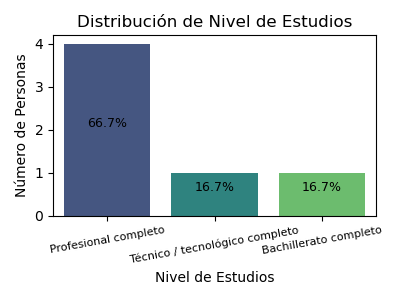 Distribución de Nivel de Estudios
Número de Personas
4
3
2
1
0
66.7%
16.7%
16.7%
Profesional completo
Técnico / tecnológico completo
Bachillerato completo
Nivel de Estudios